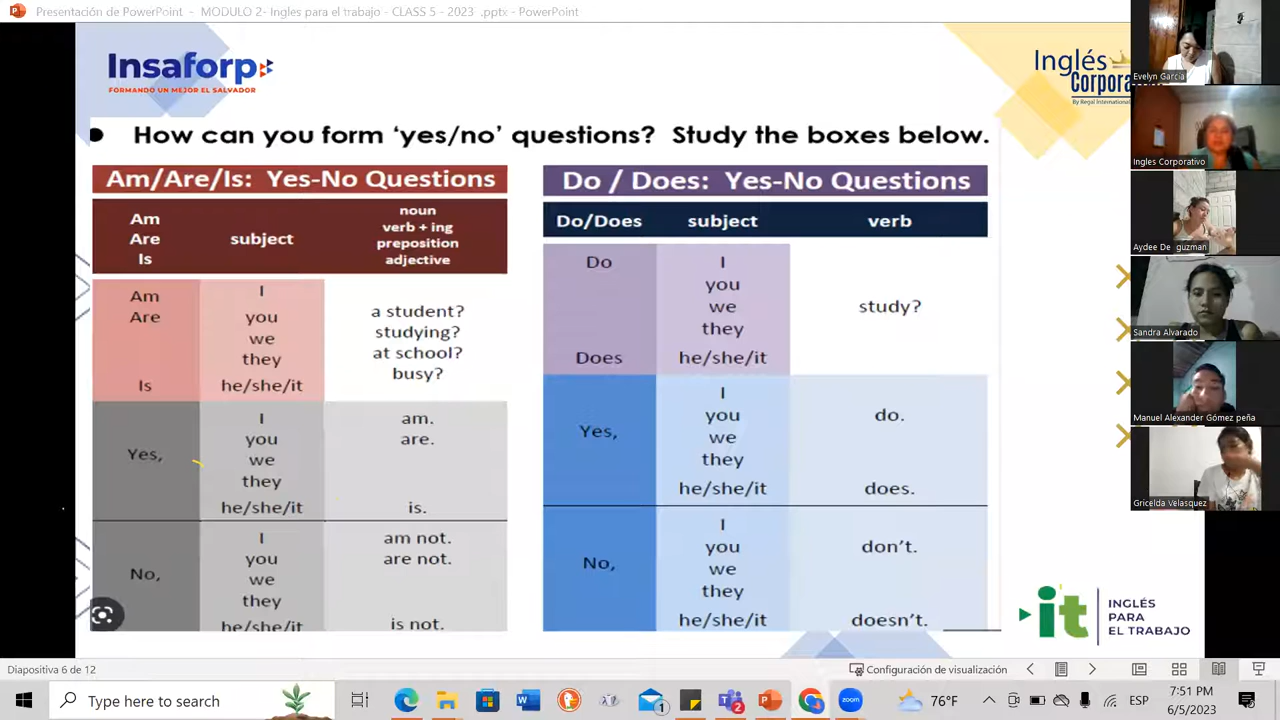 Presentación de PowerPoint - MODULO 2- Ingles para el trabajo - CLASS 5 - 2023 .pptx - PowerPoint
Insaforp
FORMANDO UN MEJOR EL SALVADOR
Inglés
By Regal International
How can you form ‘yes/no’ questions? Study the boxes below.
Am/Are/Is: Yes-No Questions
Am
Are
Is
subject
noun
verb + ing
preposition
adjective
Am
Are
Is
I
you
we
they
he/she/it
a student?
studying?
at school?
busy?
Yes,
I
you
we
they
he/she/it
am.
are.
is.
No,
I
you
we
they
he/she/it
am not.
are not.
is not.
Do / Does: Yes-No Questions
Do/Does
subject
verb
Do
Does
I
you
we
they
he/she/it
study?
Yes,
I
you
we
they
he/she/it
do.
does.
No,
I
you
we
they
he/she/it
don’t.
doesn’t.
it
INGLÉS
PARA
EL TRABAJO
Evelyn Garcia
Ingles Corporativo
Aydee De guzman
Sandra Alvarado
Manuel Alexander Gómez peña
Gricelda Velasquez
Diapositiva 6 de 12
Configuración de visualización
Type here to search
1
2
zoom
76°F
ESP
7:51 PM
6/5/2023